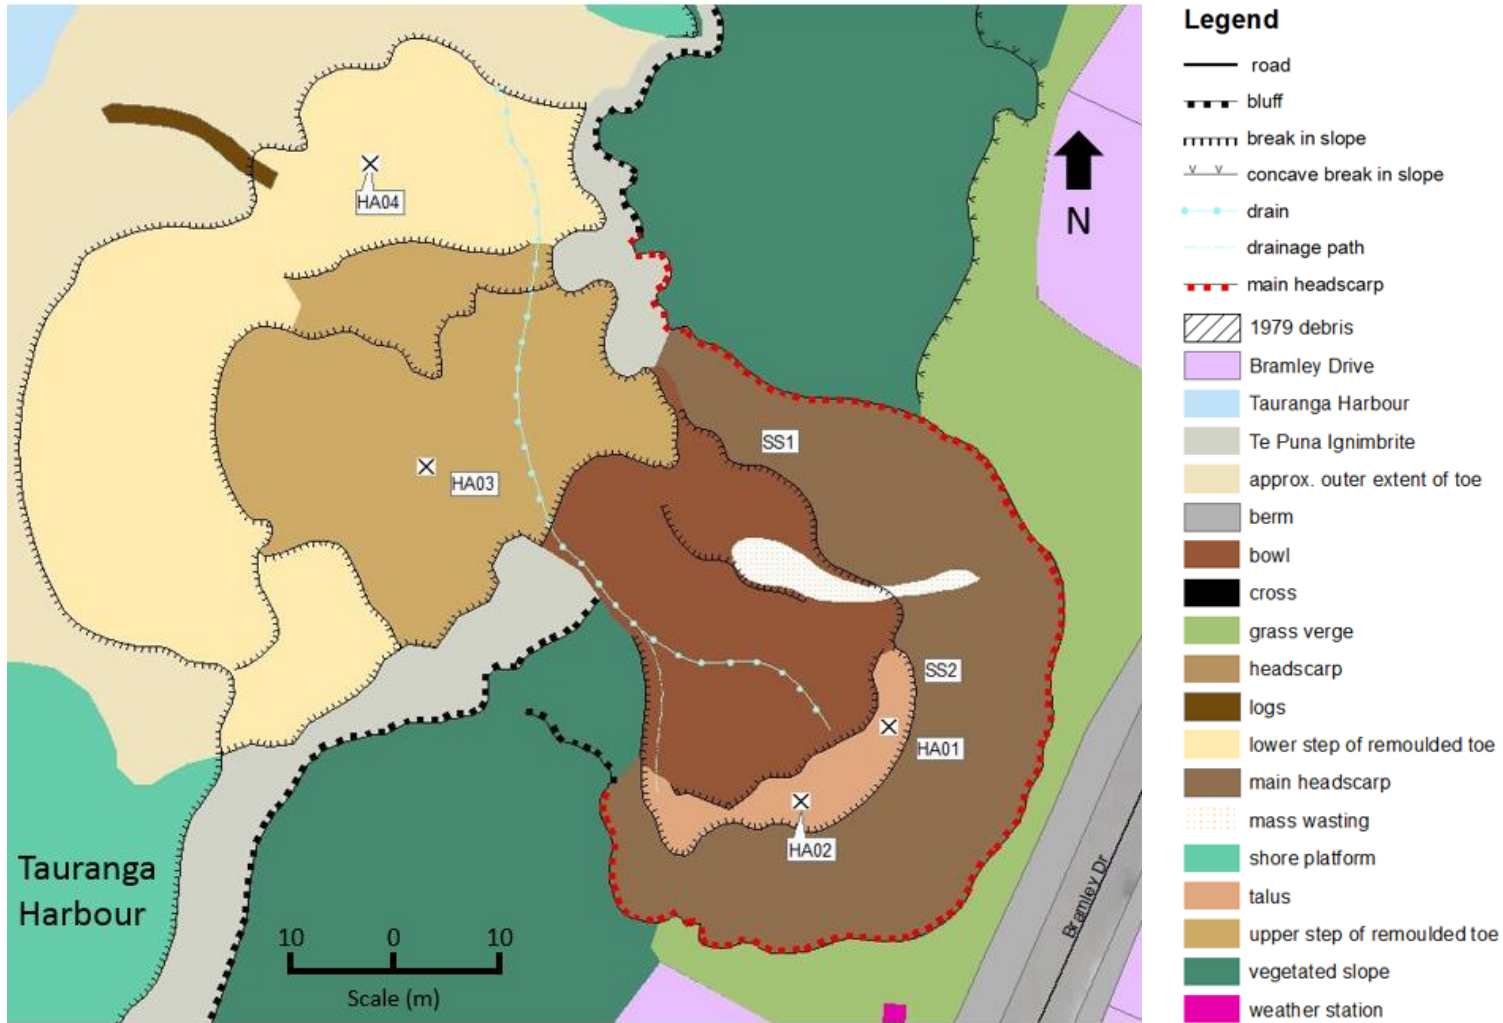 HA04
HA03
SS1
SS2
HA01
HA02
N
Tauranga
Harbour
10 0 10
Scale (m)
Bramley Dr
Legend
road
bluff
break in slope
concave break in slope
drain
drainage path
main headscarp
1979 debris
Bramley Drive
Tauranga Harbour
Te Puna Ignimbrite
approx. outer extent of toe
berm
bowl
cross
grass verge
headscarp
logs
lower step of remoulded toe
main headscarp
mass wasting
shore platform
talus
upper step of remoulded toe
vegetated slope
weather station